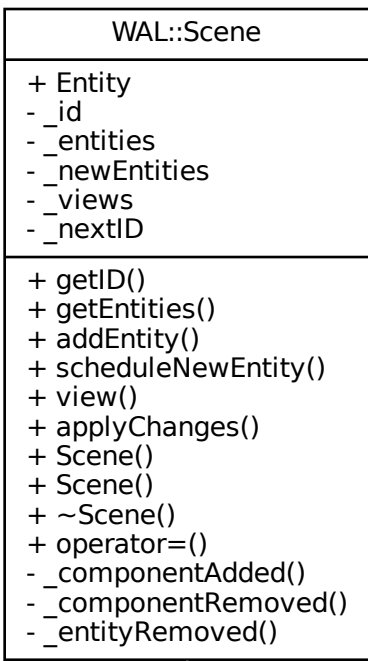 WAL::Scene
+ Entity
- _id
- _entities
- _newEntities
- _views
- _nextID
+ getID()
+ getEntities()
+ addEntity()
+ scheduleNewEntity()
+ view()
+ applyChanges()
+ Scene()
+ Scene()
+ ~Scene()
+ operator=()
- _componentAdded()
- _componentRemoved()
- _entityRemoved()